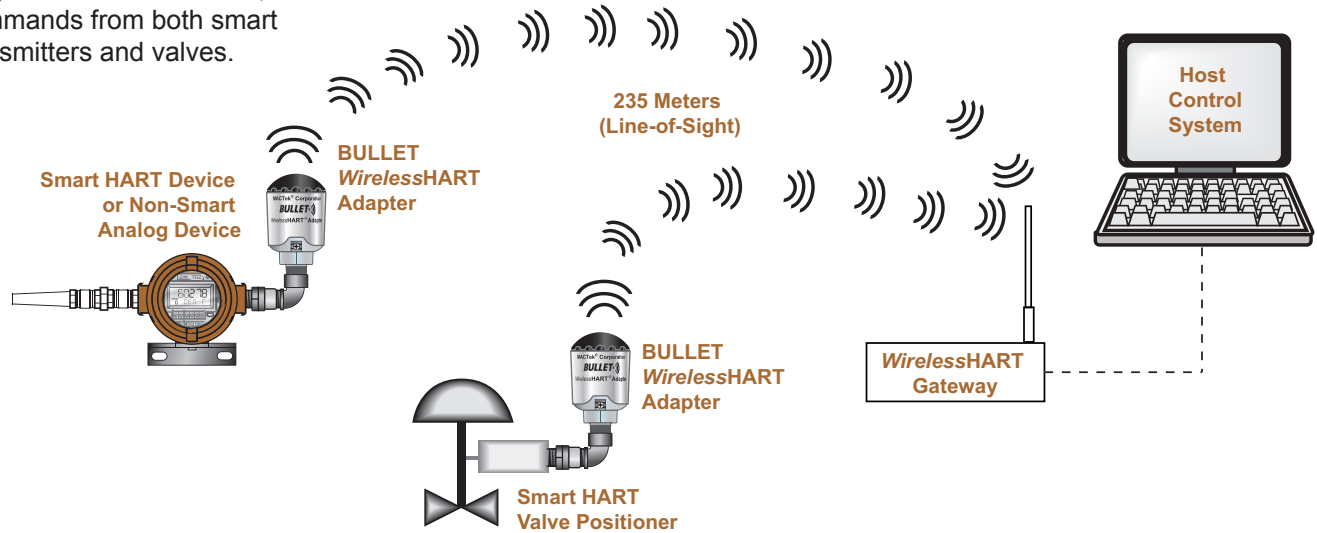 mmands from both smart
smitters and valves.
235 Meters
(Line-of-Sight)
Host
Control
System
BULLET
WirelessHART
Adapter
Smart HART Device
or Non-Smart
Analog Device
MACTek® Corporation
BULLET
WirelessHART® Adapter
60278
BULLET
WirelessHART
Adapter
MACTek® Corporation
BULLET
WirelessHART® Adapter
WirelessHART
Gateway
Smart HART
Valve Positioner